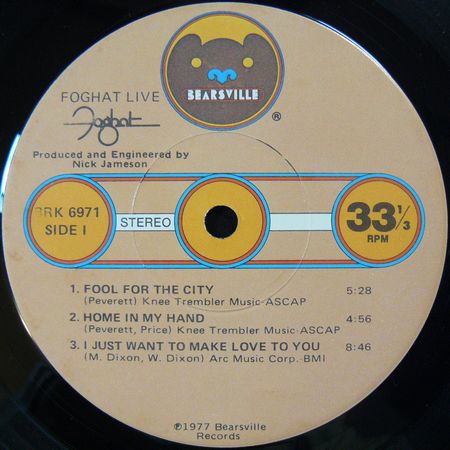 BEARSVILLE
®
FOGHAT LIVE
Foghat
Produced and Engineered by
Nick Jameson
BRK 6971
SIDE I
STEREO
33 1/3
RPM
1. FOOL FOR THE CITY 5:28
(Peverett) Knee Trembler Music-ASCAP
2. HOME IN MY HAND 4:56
(Peverett, Price) Knee Trembler Music-ASCAP
3. I JUST WANT TO MAKE LOVE TO YOU 8:46
(M. Dixon, W. Dixon) Arc Music Corp.-BMI
℗1977 Bearsville
Records